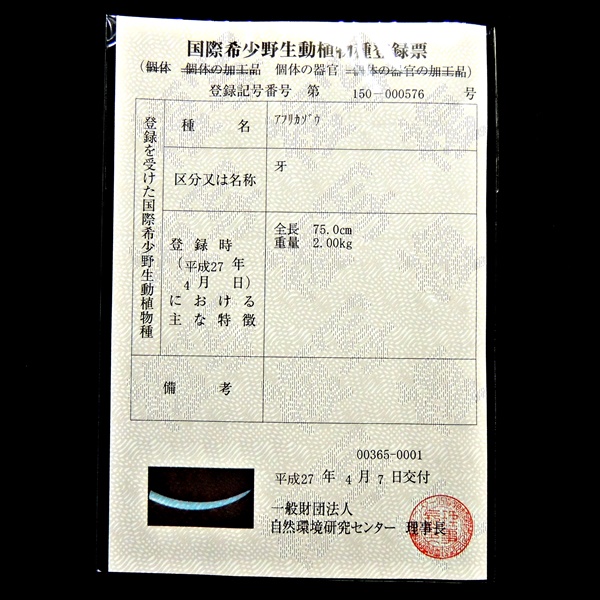 国際希少野生動植物種登録票
（個体 個体の加工品 個体の器官 個体の器官の加工品）
登録記号番号 第 150－000576 号
登録を受けた国際希少野生動植物種
種名 ｱﾌﾘｶｿﾞｳ
区分又は名称 牙
登録時
（平成27年
4月 日）
における
主な特徴
全長 75.0cm
重量 2.00kg
備考
00365-0001
平成27年 4月 7日交付
一般財団法人
自然環境研究センター 理事長